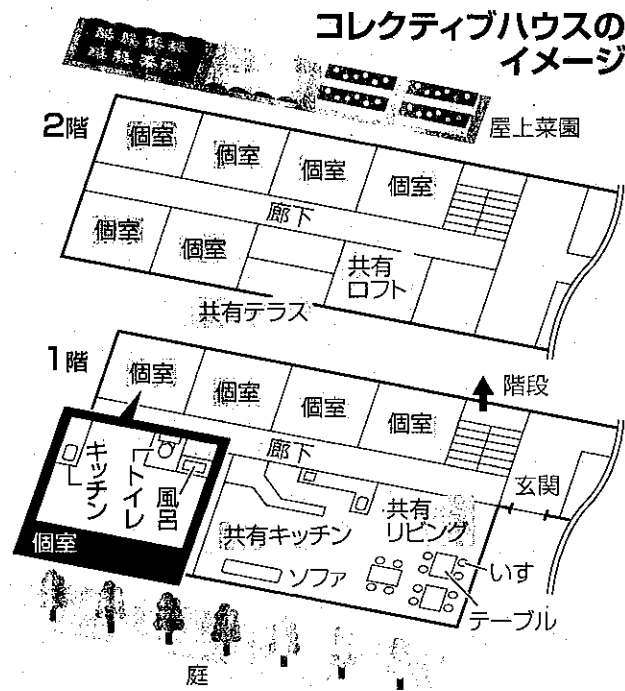 コレクティブハウスの
イメージ
屋上菜園
2階
個室
個室
個室
個室
廊下
個室
個室
共有
ロフト
共有テラス
1階
個室
個室
個室
個室
階段
廊下
玄関
キッチン
トイレ
風呂
個室
共有キッチン
共有
リビング
ソファ
いす
テーブル
庭